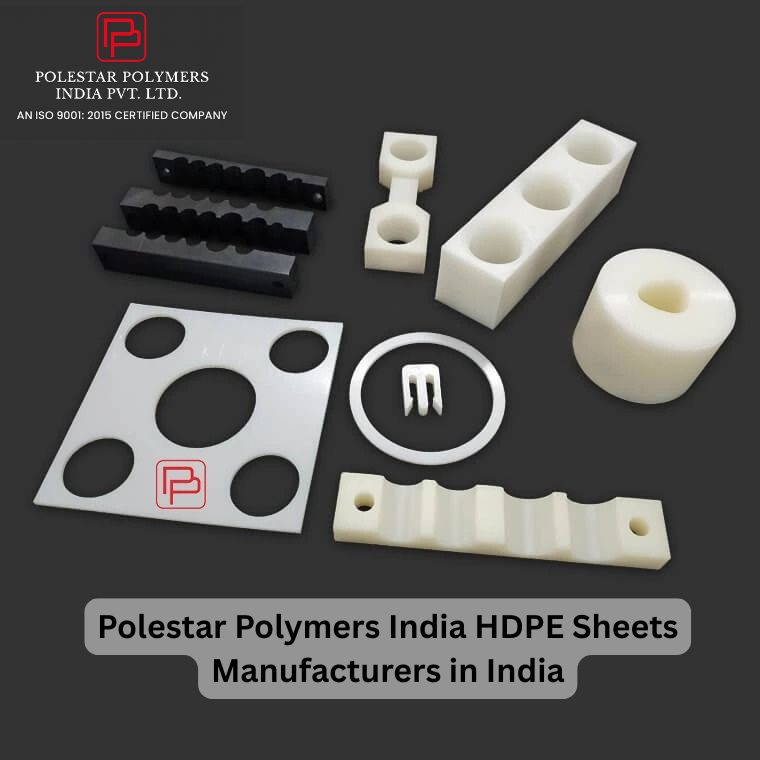 POLESTAR POLYMERS
INDIA PVT. LTD.
AN ISO 9001: 2015 CERTIFIED COMPANY
Polestar Polymers India HDPE Sheets
Manufacturers in India